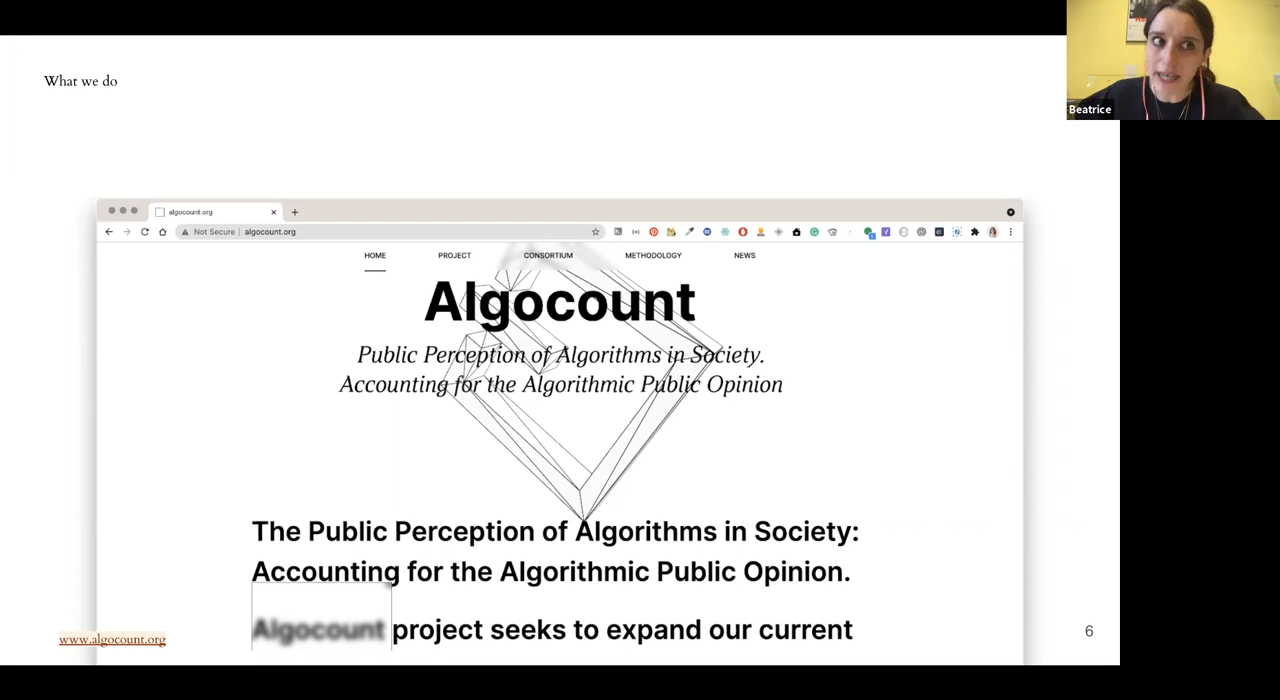 What we do
Beatrice
algocount.org
Not Secure | algocount.org
HOME PROJECT CONSORTIUM METHODOLOGY NEWS
Algocount
Public Perception of Algorithms in Society.
Accounting for the Algorithmic Public Opinion
The Public Perception of Algorithms in Society:
Accounting for the Algorithmic Public Opinion.
Algocount project seeks to expand our current
www.algocount.org
6